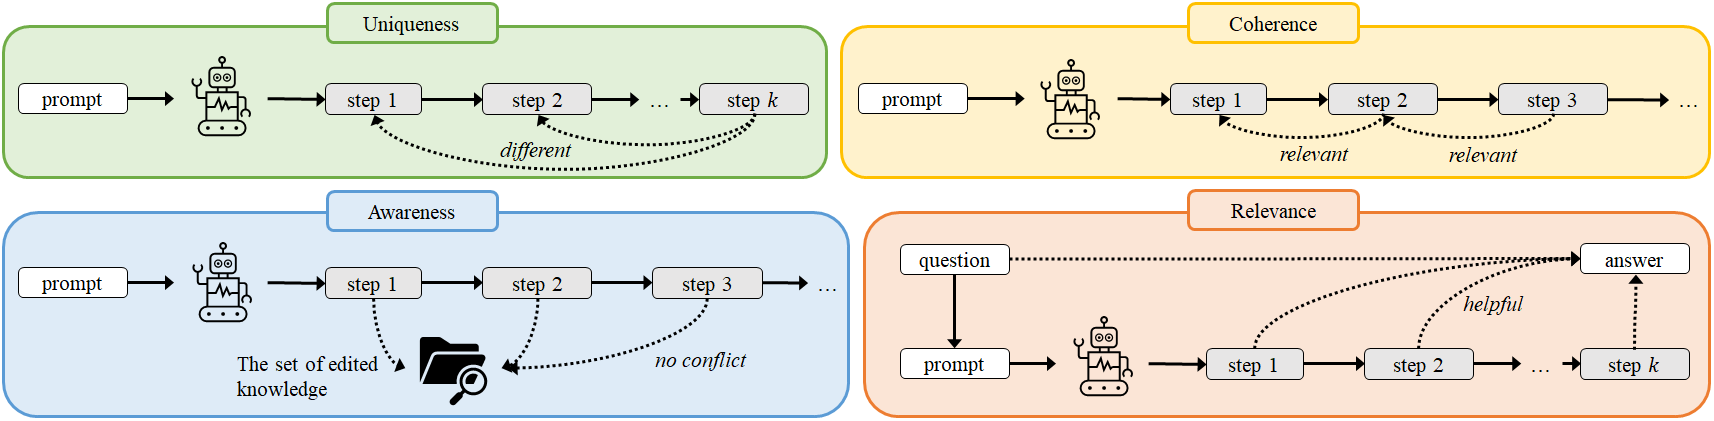 Uniqueness
prompt
step 1
step 2
...
step k
different
Coherence
prompt
step 1
step 2
step 3
...
relevant
relevant
Awareness
prompt
step 1
step 2
step 3
...
The set of edited
knowledge
no conflict
Relevance
question
answer
helpful
prompt
step 1
step 2
...
step k